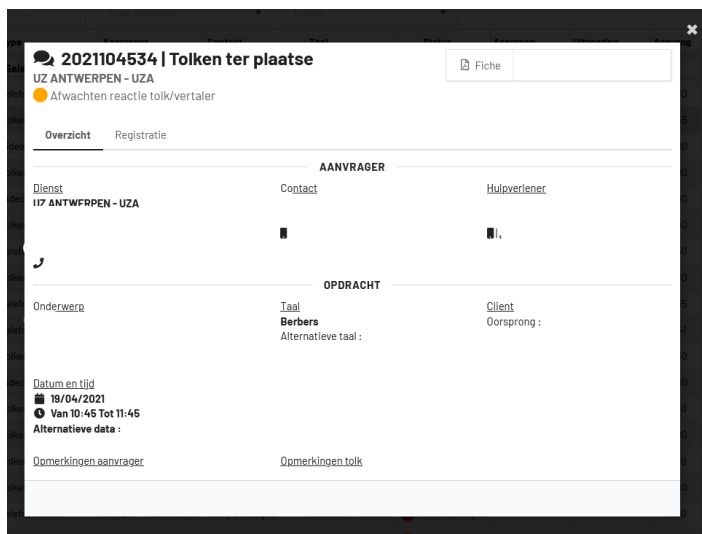 2021104534 | Tolken ter plaatse
UZ ANTWERPEN - UZA
Afwachten reactie tolk/vertaler
Fiche
Overzicht Registratie
AANVRAGER
Dienst Contact Hulpverlener
UZ ANTWERPEN - UZA
OPDRACHT
Onderwerp Taal Client
Berbers Oorsprong :
Alternatieve taal :
Datum en tijd
19/04/2021
Van 10:45 Tot 11:45
Alternatieve data :
Opmerkingen aanvrager Opmerkingen tolk